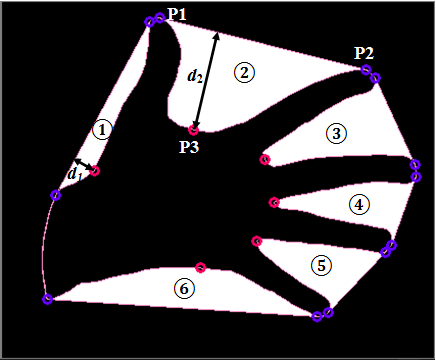 P1
P2
d₂
②
P3
①
d₁
③
④
⑤
⑥